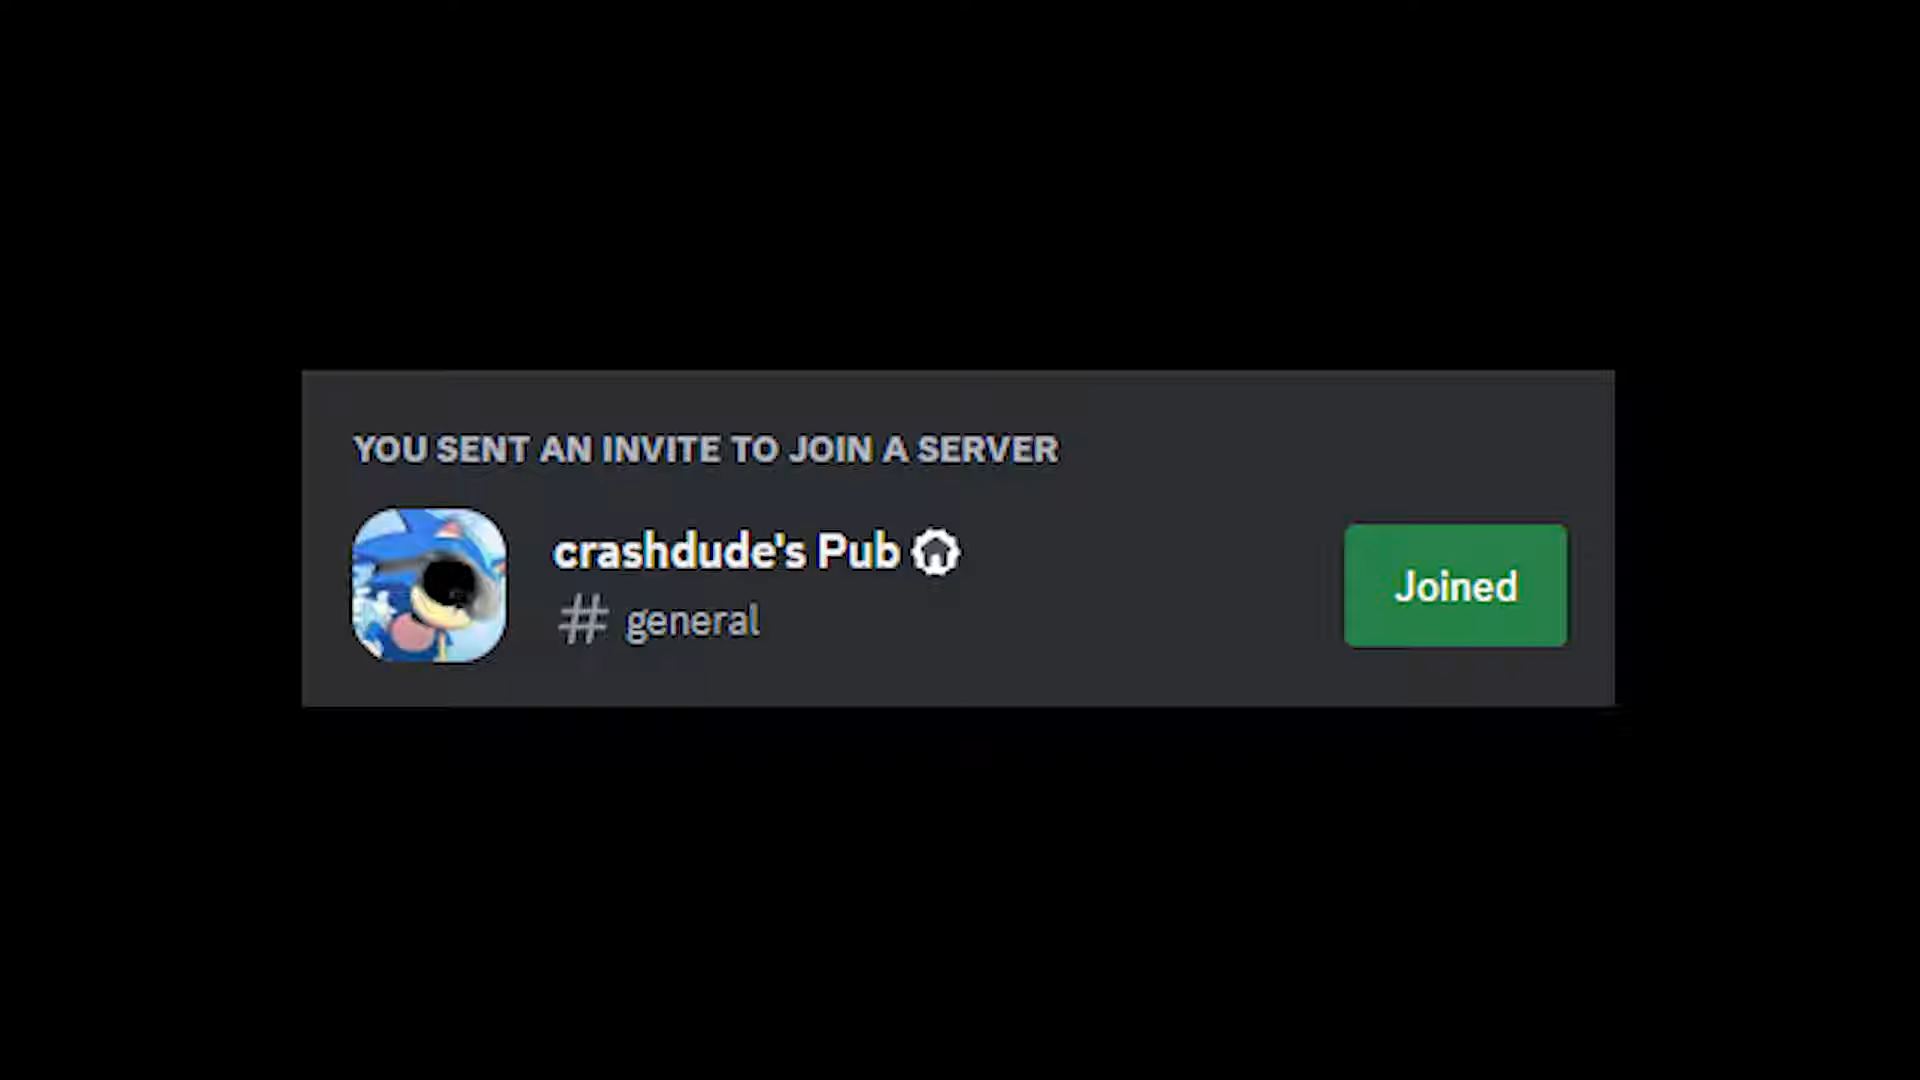 YOU SENT AN INVITE TO JOIN A SERVER
crashdude's Pub
# general
Joined